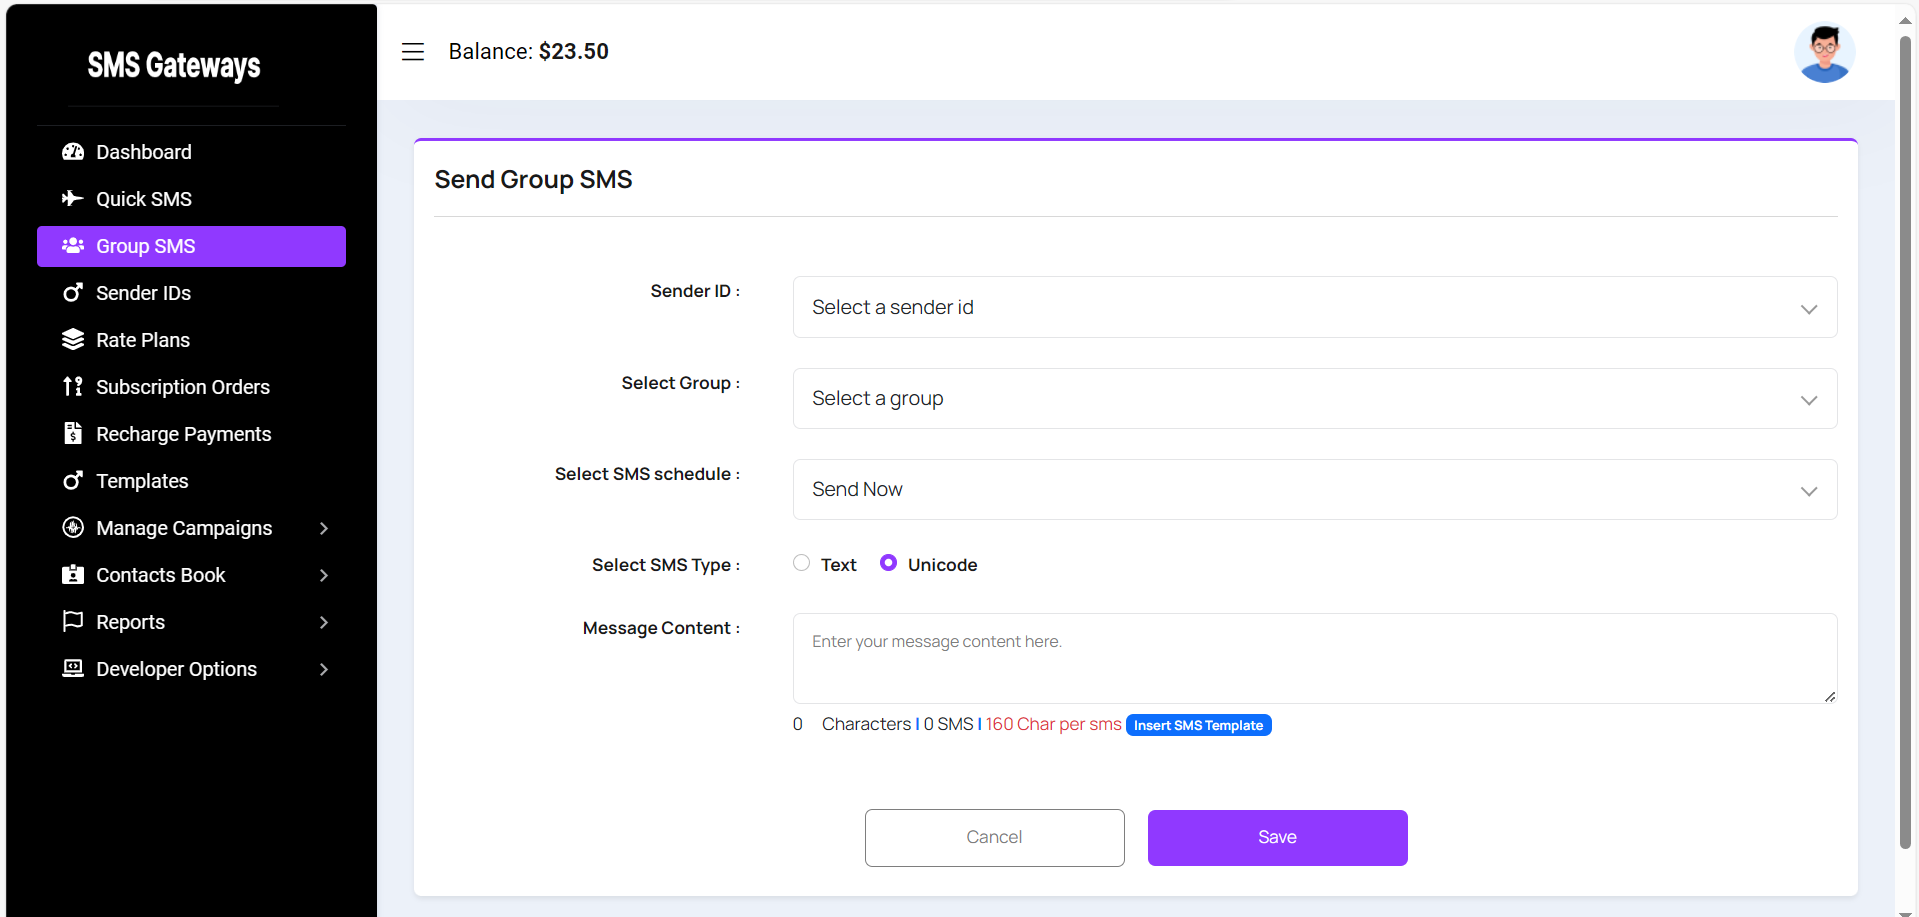 SMS Gateways
Balance: $23.50
Dashboard
Quick SMS
Group SMS
Sender IDs
Rate Plans
Subscription Orders
Recharge Payments
Templates
Manage Campaigns
Contacts Book
Reports
Developer Options
Send Group SMS
Sender ID :
Select a sender id
Select Group :
Select a group
Select SMS schedule :
Send Now
Select SMS Type :
Text Unicode
Message Content :
Enter your message content here.
0 Characters | 0 SMS | 160 Char per sms Insert SMS Template
Cancel Save